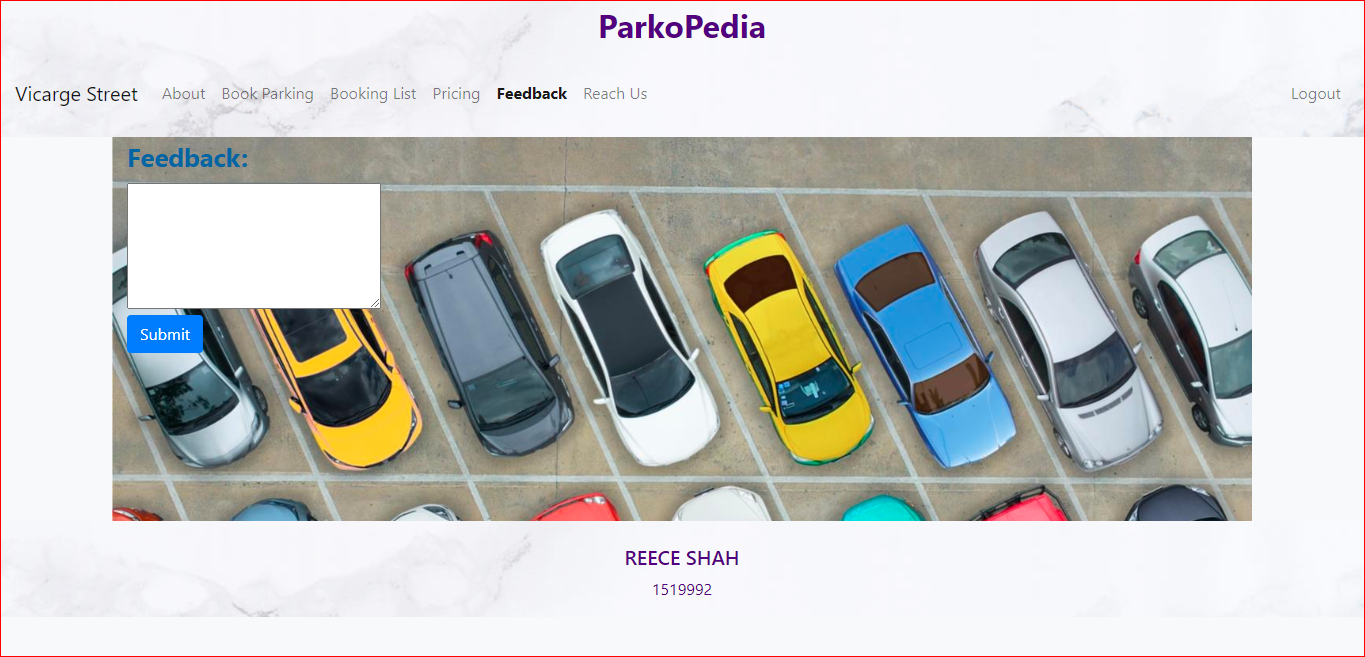 ParkoPedia
Vicarge Street About Book Parking Booking List Pricing Feedback Reach Us Logout
Feedback:
Submit
REECE SHAH
1519992